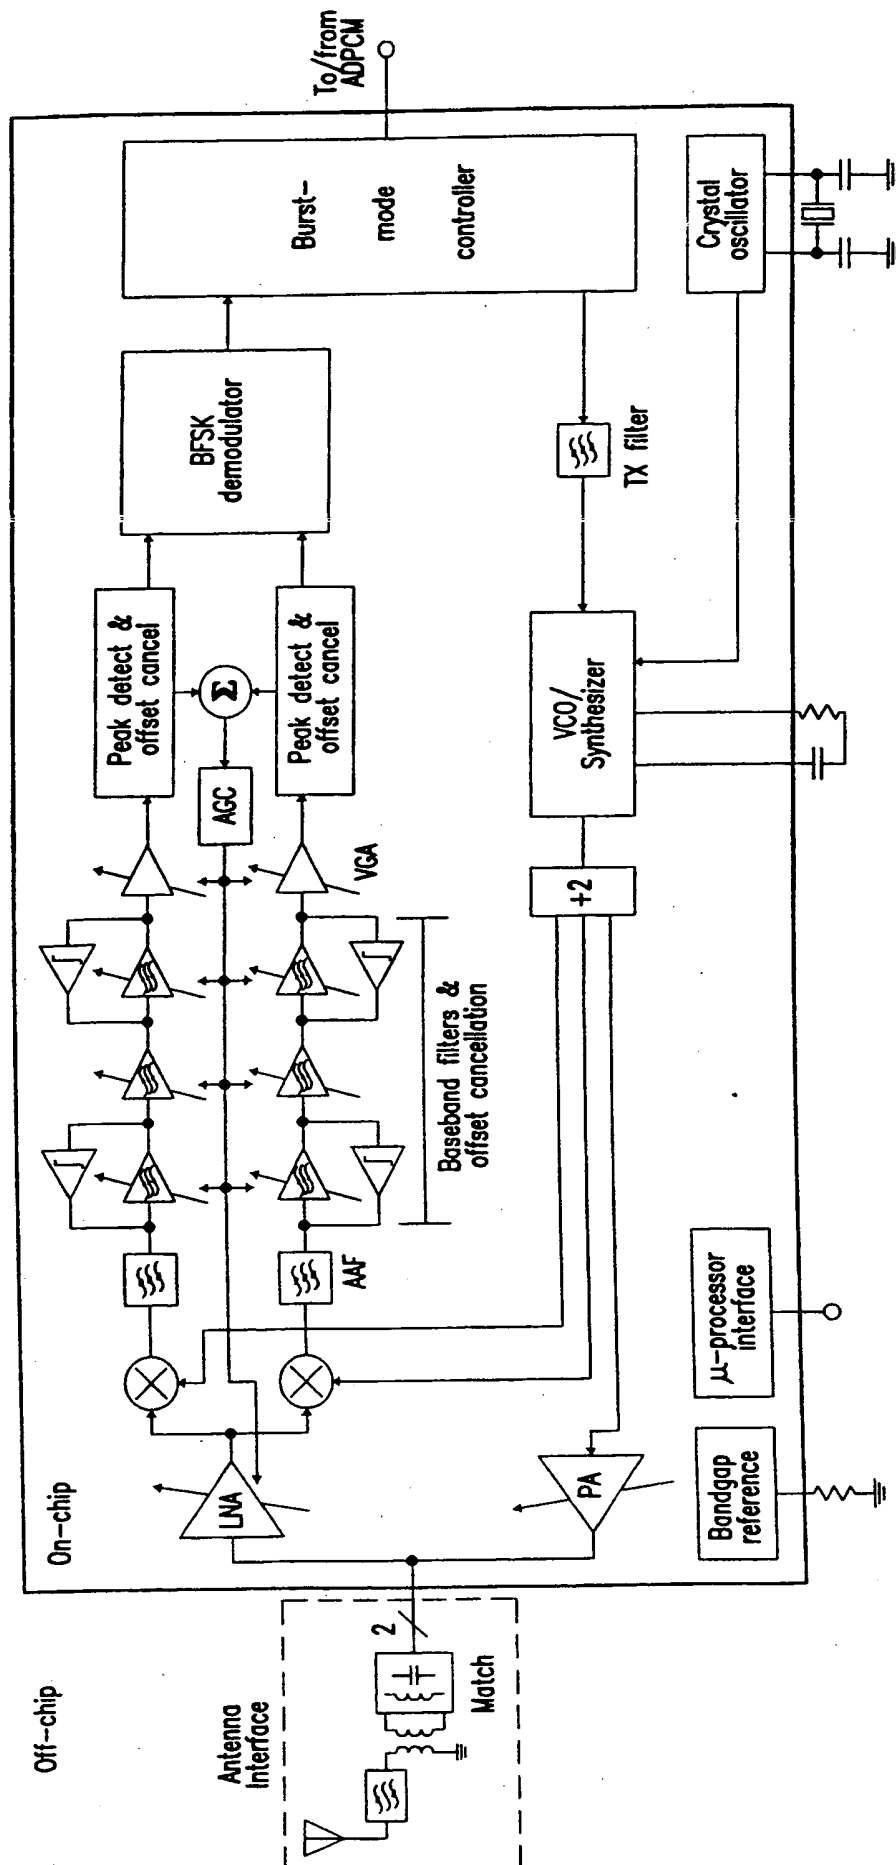 Off-chip
On-chip
Antenna
Interface
2
Match
LNA
PA
AAF
Baseband filters &
offset cancellation
VGA
AGC
Peak detect &
offset cancel
Σ
Peak detect &
offset cancel
BFSK
demodulator
Burst-
mode
controller
To/from
ADPCM
+2
VCO/
Synthesizer
TX filter
Crystal
oscillator
Bandgap
reference
μ-processor
interface